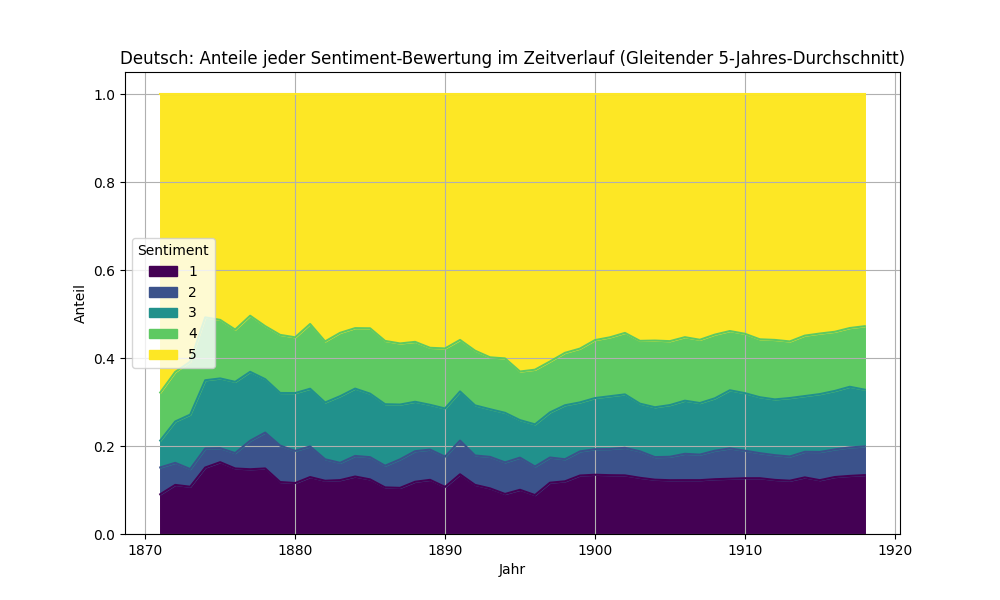 Deutsch: Anteile jeder Sentiment-Bewertung im Zeitverlauf (Gleitender 5-Jahres-Durchschnitt)
1.0
0.8
0.6
0.4
0.2
0.0
Anteil
Sentiment
1
2
3
4
5
1870 1880 1890 1900 1910 1920
Jahr